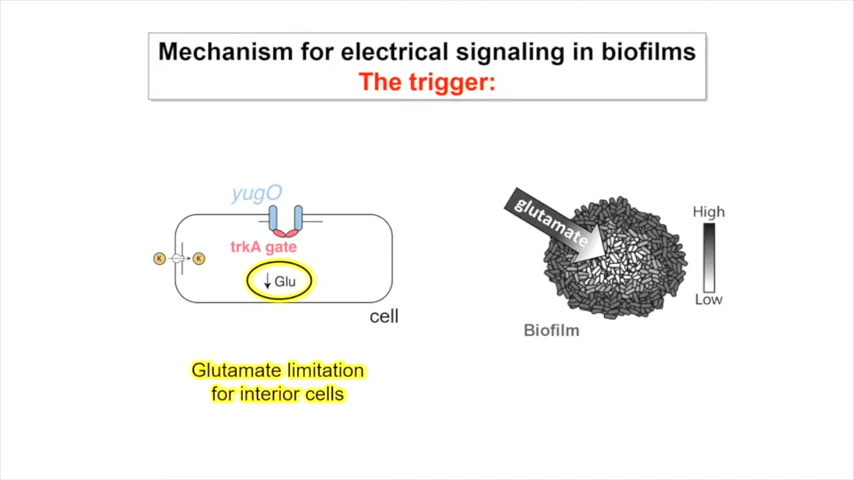 Mechanism for electrical signaling in biofilms
The trigger:
yugO
trkA gate
K
K
↓ Glu
cell
Glutamate limitation
for interior cells
glutamate
High
Low
Biofilm